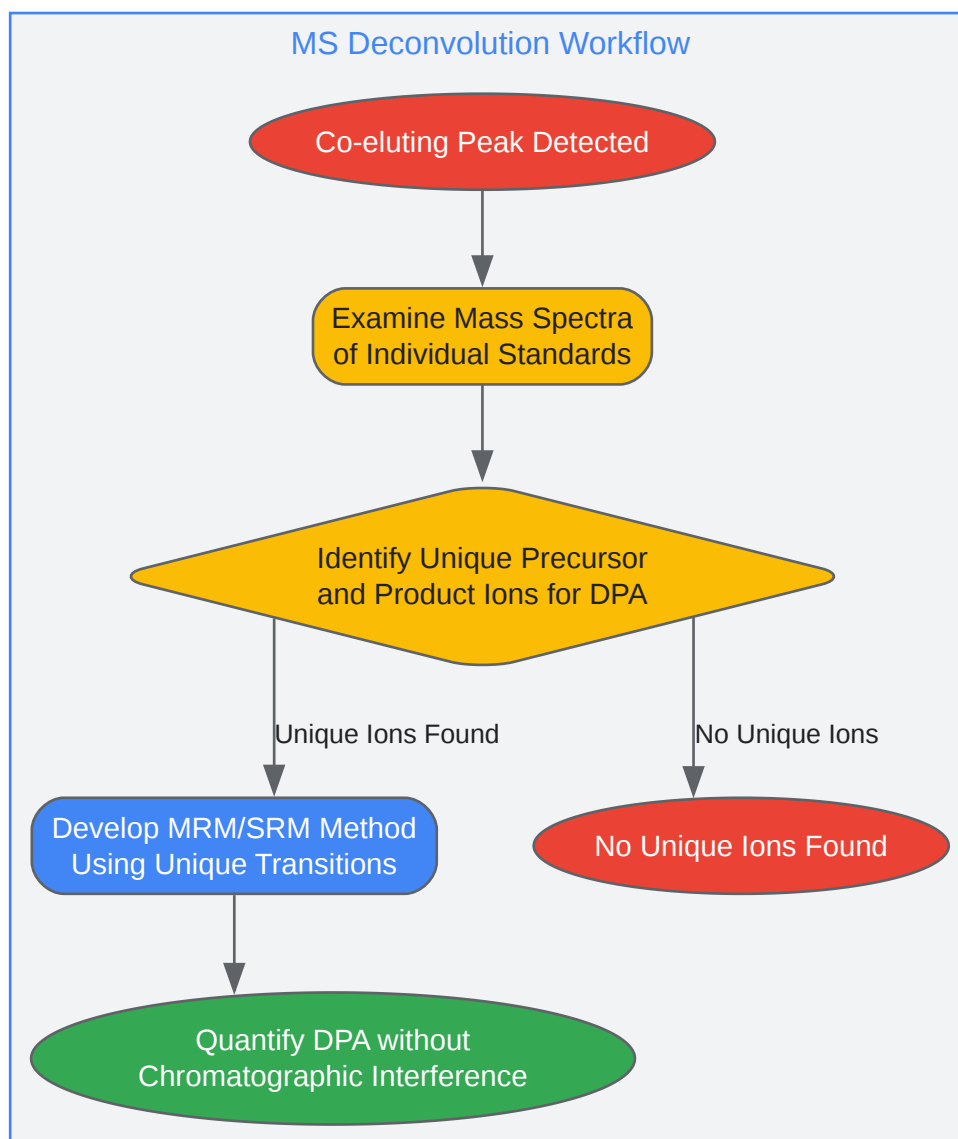 MS Deconvolution Workflow
Co-eluting Peak Detected
Examine Mass Spectra
of Individual Standards
Identify Unique Precursor
and Product Ions for DPA
Unique Ions Found
No Unique Ions
Develop MRM/SRM Method
Using Unique Transitions
No Unique Ions Found
Quantify DPA without
Chromatographic Interference